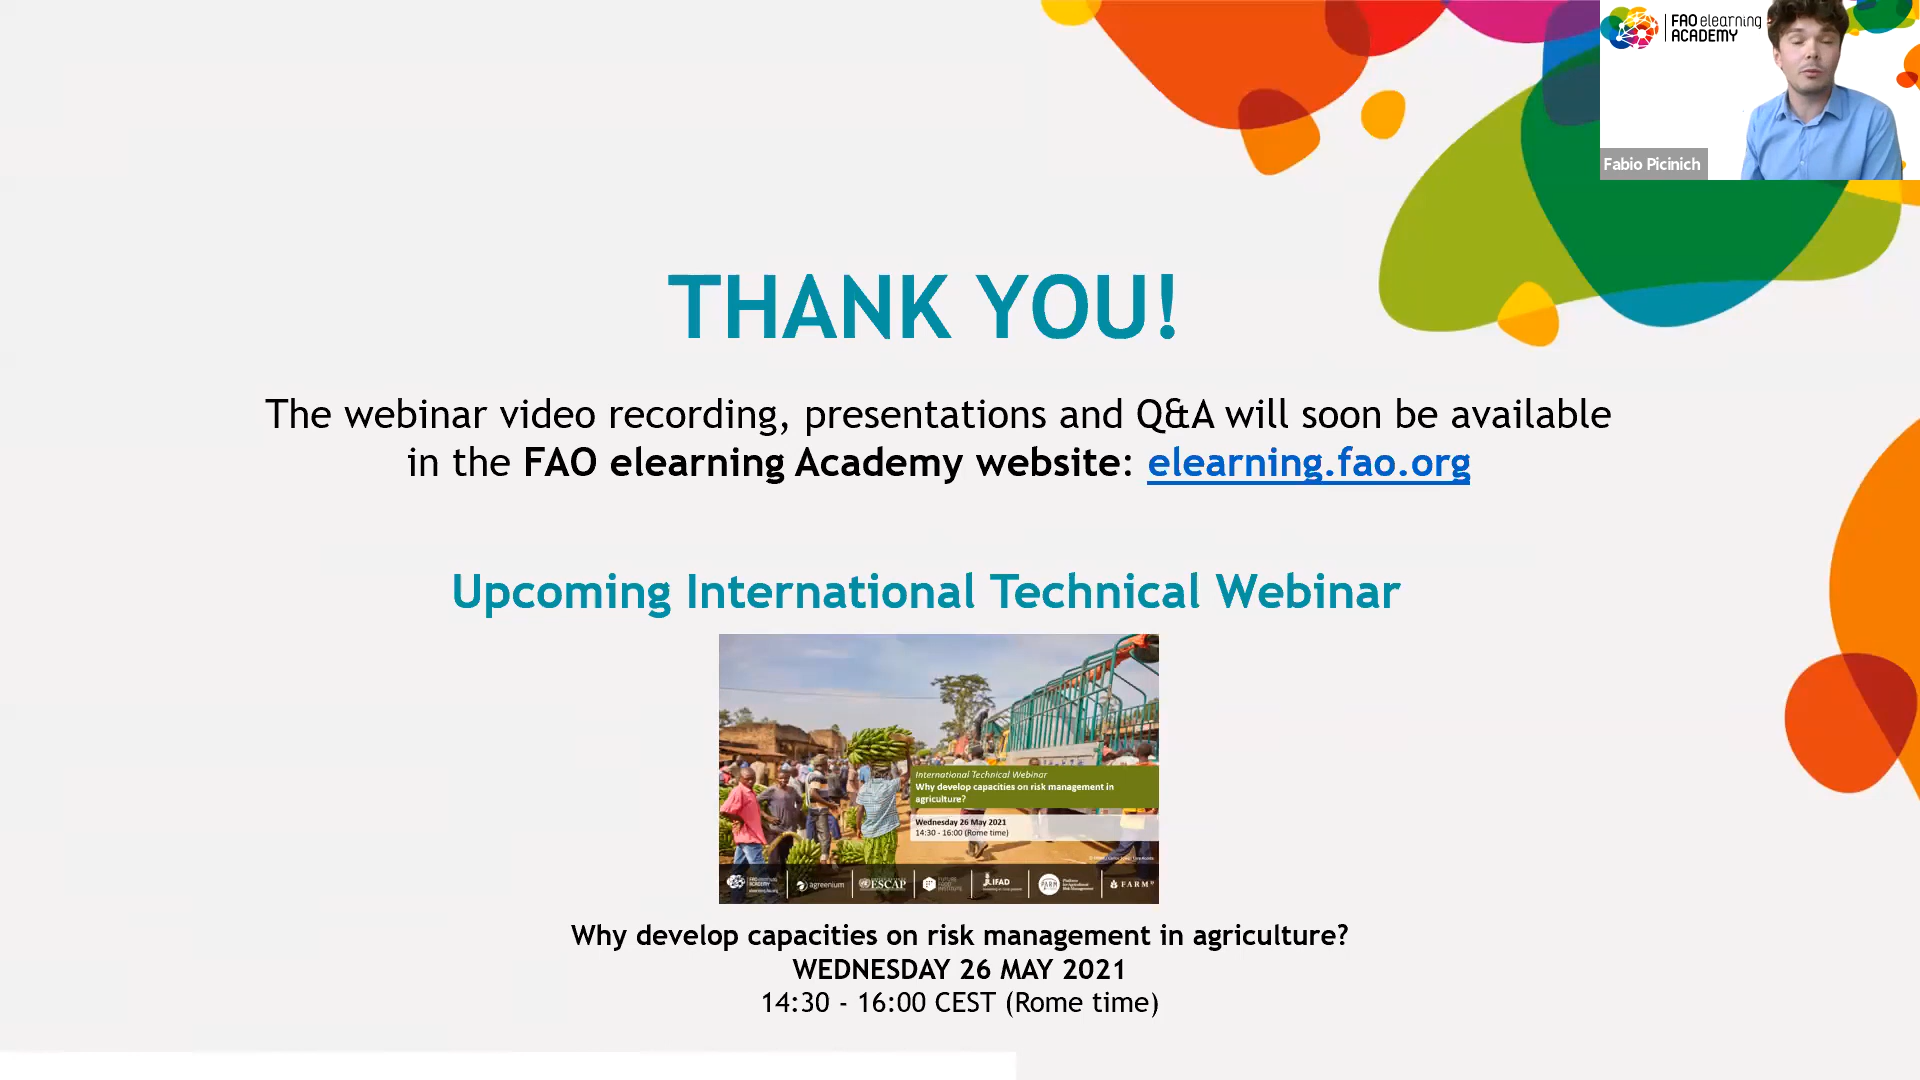 FAO elearning
ACADEMY
Fabio Picinich
THANK YOU!
The webinar video recording, presentations and Q&A will soon be available
in the FAO elearning Academy website: elearning.fao.org
Upcoming International Technical Webinar
International Technical Webinar
Why develop capacities on risk management in
agriculture?
Wednesday 26 May 2021
14:30 - 16:00 (Rome time)
agreenium
ESCAP
FUTURE
FOOD
INSTITUTE
IFAD
FARM
Why develop capacities on risk management in agriculture?
WEDNESDAY 26 MAY 2021
14:30 - 16:00 CEST (Rome time)